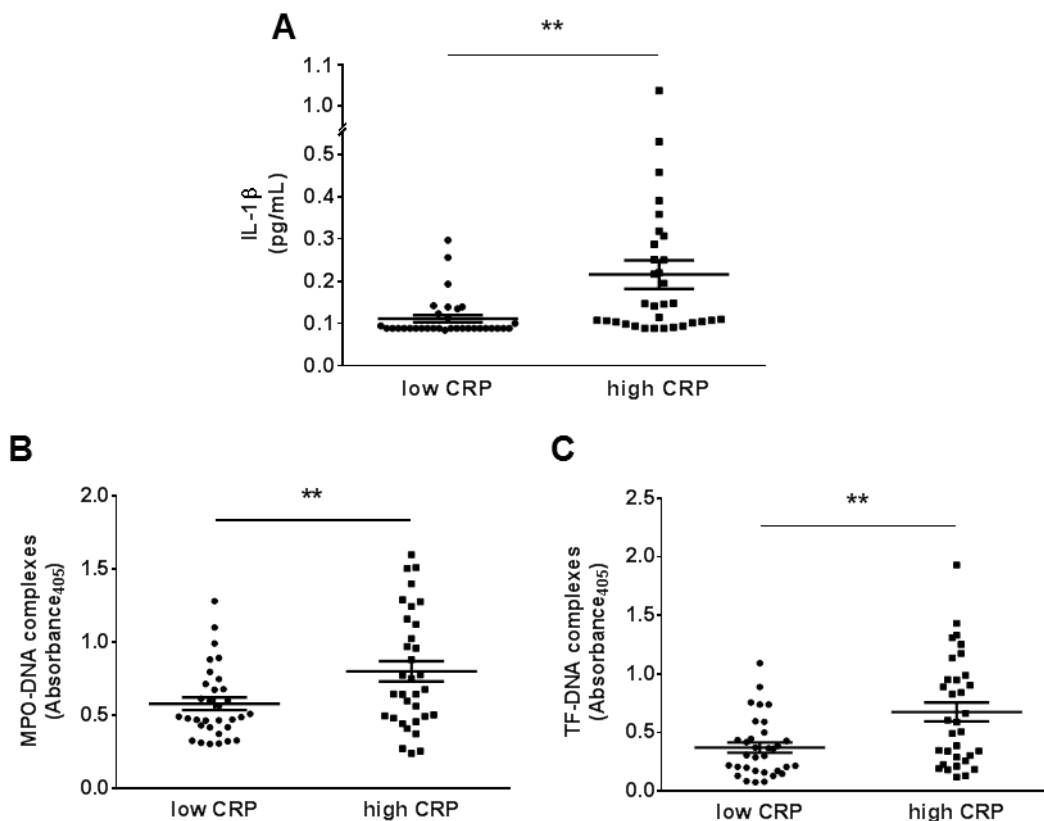 A
**
IL-1β
(pg/mL)
1.1
1.0
0.5
0.4
0.3
0.2
0.1
0.0
low CRP
high CRP
B
**
MPO-DNA complexes
(Absorbance405)
2.0
1.5
1.0
0.5
0.0
low CRP
high CRP
C
**
TF-DNA complexes
(Absorbance405)
2.5
2.0
1.5
1.0
0.5
0.0
low CRP
high CRP